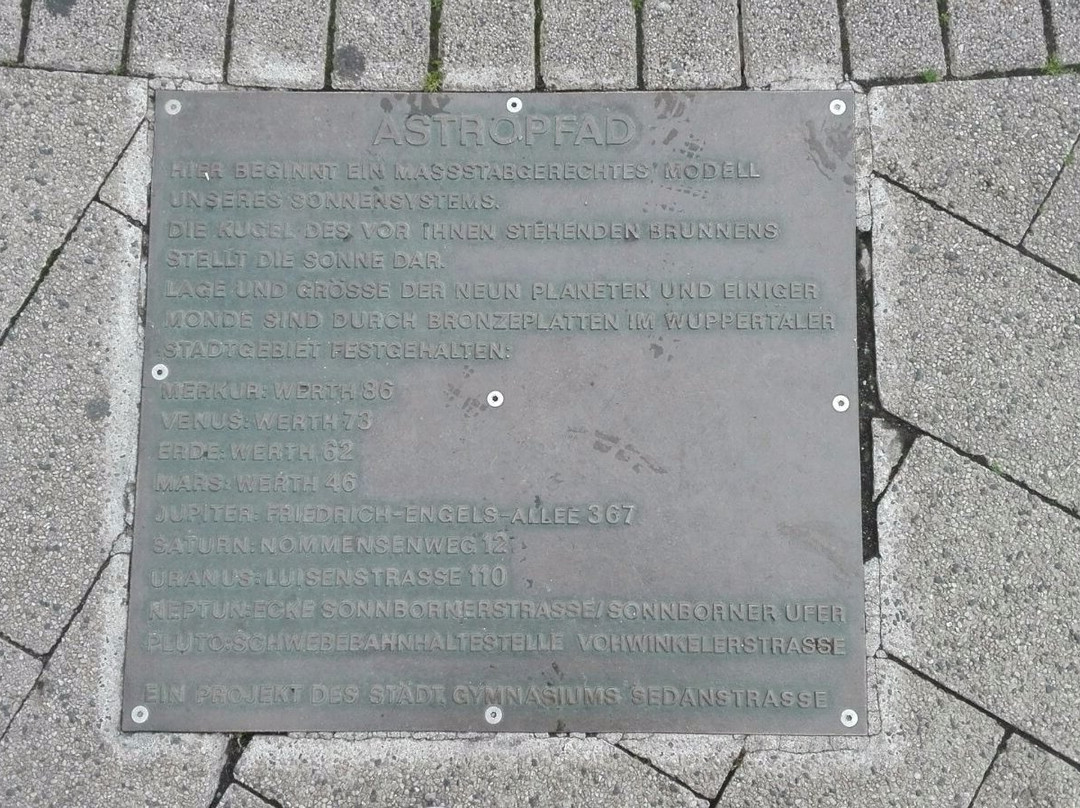 ASTROPFAD
HIER BEGINNT EIN MASSSTABGERECHTES MODELL
UNSERES SONNENSYSTEMS.
DIE KUGEL DES VOR IHNEN STEHENDEN BRUNNENS
STELLT DIE SONNE DAR.
LAGE UND GRÖSSE DER NEUN PLANETEN UND EINIGER
MONDE SIND DURCH BRONZEPLATTEN IM WUPPERTALER
STADTGEBIET FESTGEHALTEN:
MERKUR: WERTH 86
VENUS: WERTH 73
ERDE: WERTH 62
MARS: WERTH 46
JUPITER: FRIEDRICH-ENGELS-ALLEE 367
SATURN: NOMMENSENWEG 12
URANUS: LUISENSTRASSE 110
NEPTUN: ECKE SONNBORNERSTRASSE/SONNBORNER UFER
PLUTO: SCHWEBEBAHNHALTESTELLE VOHWINKELERSTRASSE
EIN PROJEKT DES STÄDT. GYMNASIUMS SEDANSTRASSE